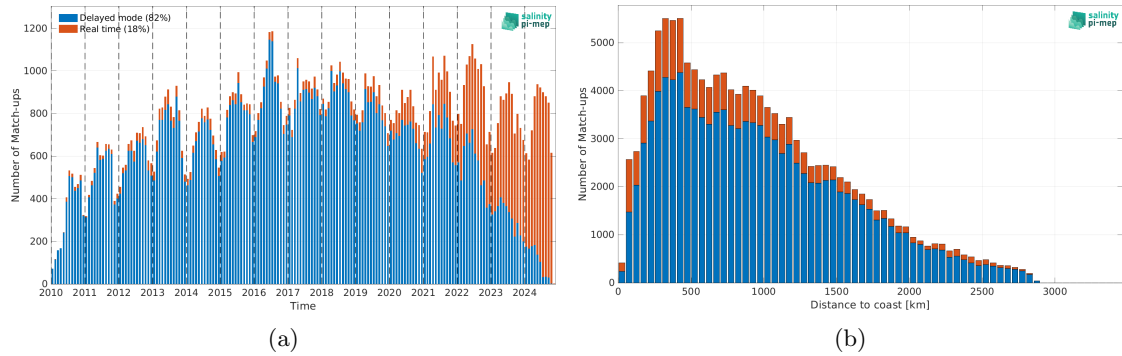 Delayed mode (82%)
Real time (18%)
salinity
pi-mep
Number of Match-ups
1200
1000
800
600
400
200
0
2010 2011 2012 2013 2014 2015 2016 2017 2018 2019 2020 2021 2022 2023 2024
Time
(a)
salinity
pi-mep
Number of Match-ups
5000
4000
3000
2000
1000
0
0 500 1000 1500 2000 2500 3000
Distance to coast [km]
(b)